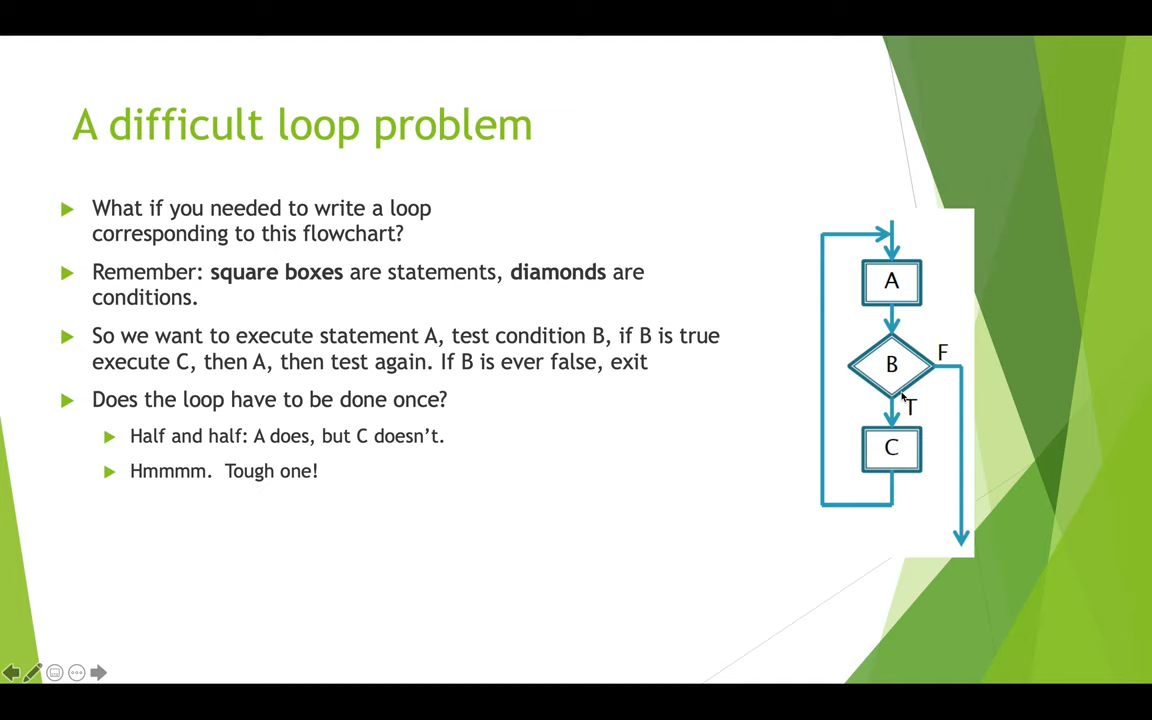 A difficult loop problem
What if you needed to write a loop
corresponding to this flowchart?
Remember: square boxes are statements, diamonds are
conditions.
So we want to execute statement A, test condition B, if B is true
execute C, then A, then test again. If B is ever false, exit
Does the loop have to be done once?
Half and half: A does, but C doesn't.
Hmmmm. Tough one!
A
F
B
T
C